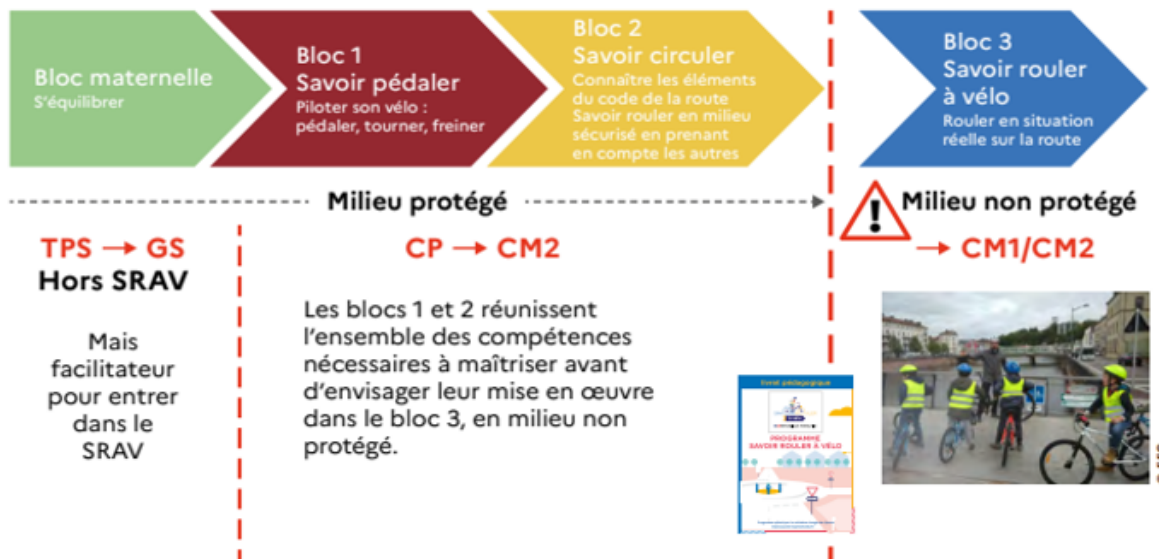 Bloc maternelle
S'équilibrer
Bloc 1
Savoir pédaler
Piloter son vélo :
pédaler, tourner, freiner
Bloc 2
Savoir circuler
Connaître les éléments
du code de la route
Savoir rouler en milieu
sécurisé en prenant
en compte les autres
Bloc 3
Savoir rouler
à vélo
Rouler en situation
réelle sur la route
Milieu protégé
! Milieu non protégé
TPS → GS
Hors SRAV
Mais
facilitateur
pour entrer
dans le
SRAV
CP → CM2
Les blocs 1 et 2 réunissent
l'ensemble des compétences
nécessaires à maîtriser avant
d'envisager leur mise en œuvre
dans le bloc 3, en milieu non
protégé.
→ CM1/CM2
livret pédagogique
PROGRAMME
SAVOIR ROULER À VÉLO